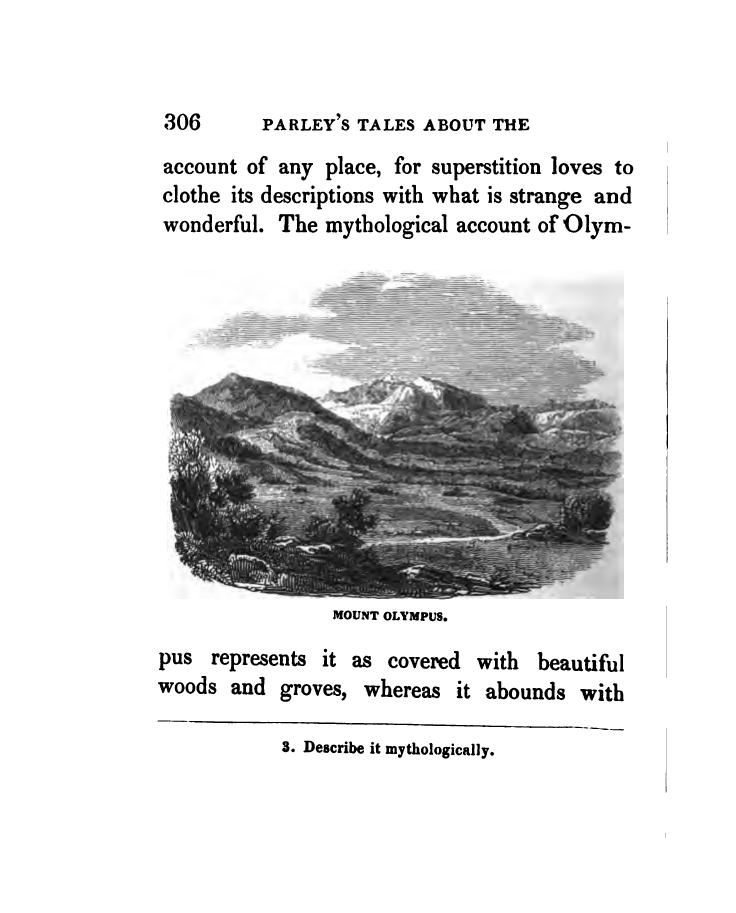 306 PARLEY'S TALES ABOUT THE
account of any place, for superstition loves to
clothe its descriptions with what is strange and
wonderful. The mythological account of Olym-
MOUNT OLYMPUS.
pus represents it as covered with beautiful
woods and groves, whereas it abounds with
3. Describe it mythologically.